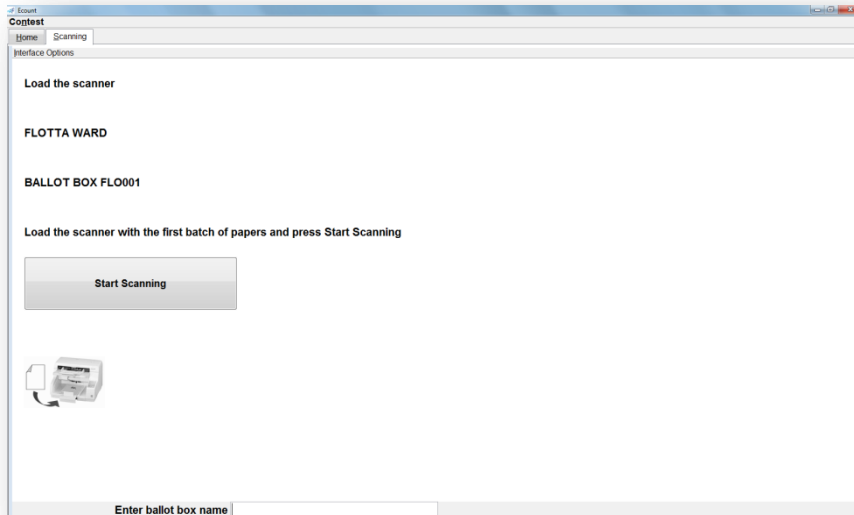 Ecount
Contest
Home Scanning
Interface Options
Load the scanner
FLOTTA WARD
BALLOT BOX FLO001
Load the scanner with the first batch of papers and press Start Scanning
Start Scanning
Enter ballot box name